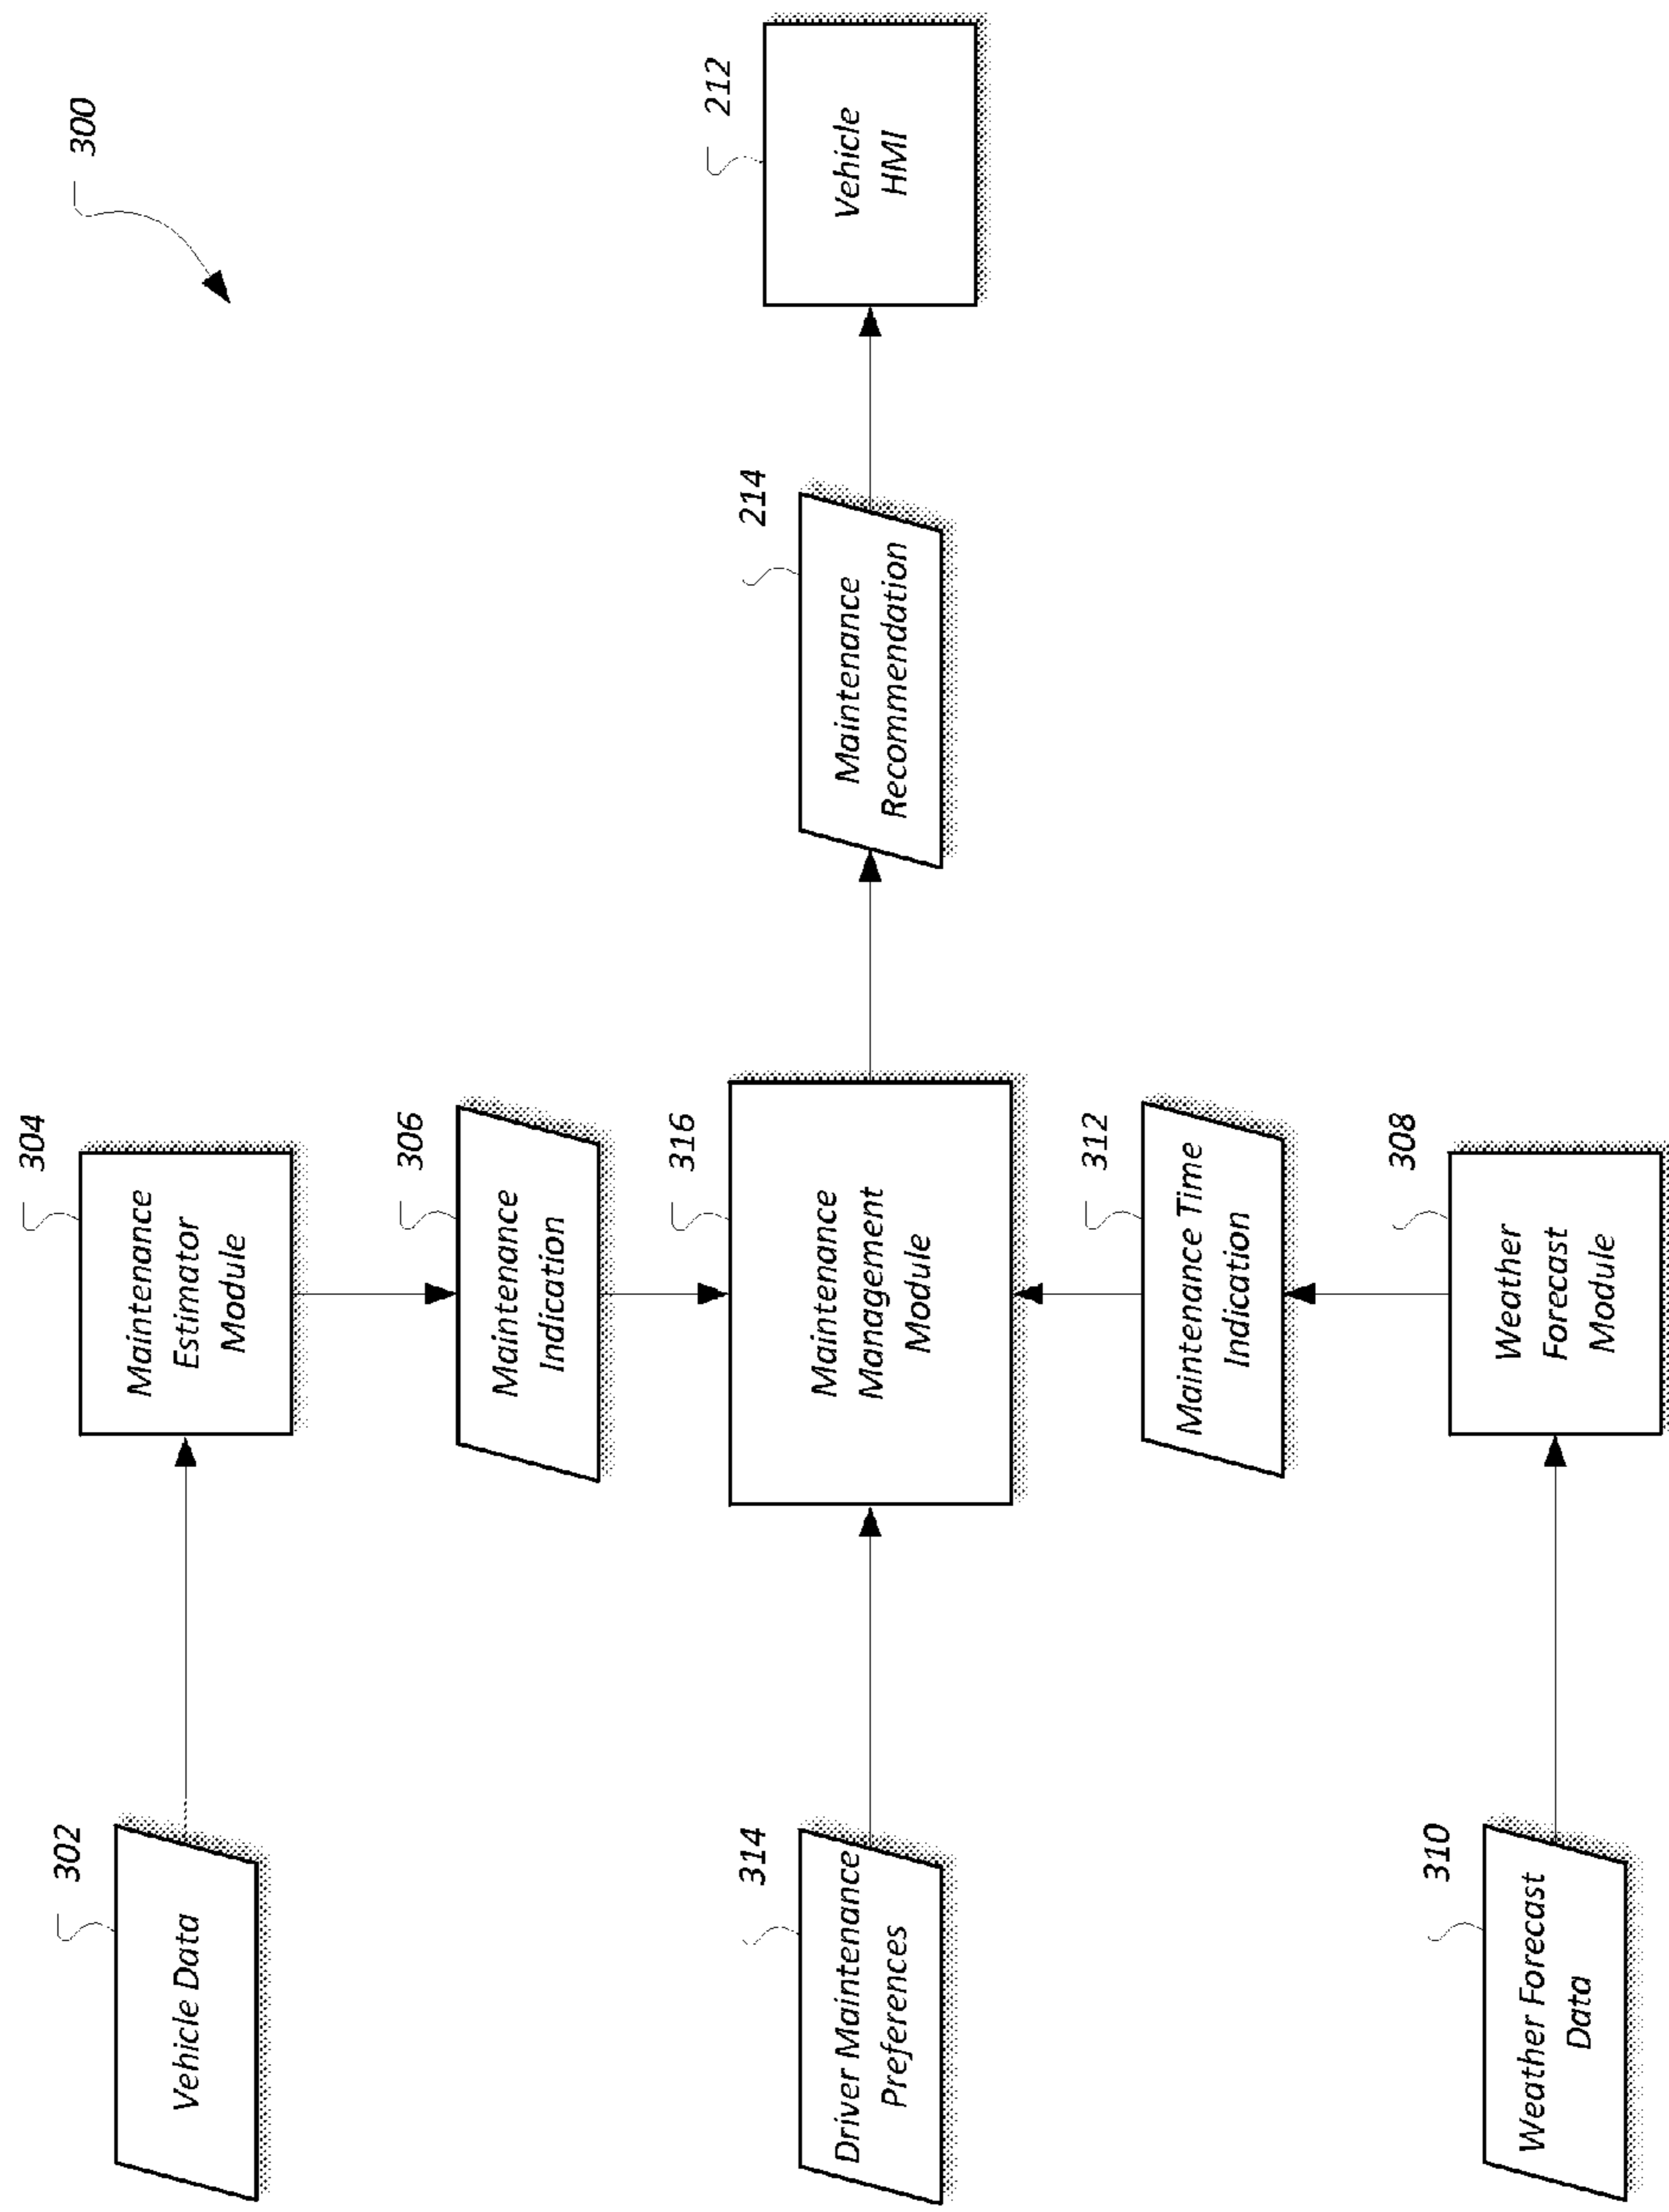 300
302
Vehicle Data
304
Maintenance
Estimator
Module
306
Maintenance
Indication
314
Driver Maintenance
Preferences
316
Maintenance
Management
Module
214
Maintenance
Recommendation
212
Vehicle
HMI
312
Maintenance Time
Indication
310
Weather Forecast
Data
308
Weather
Forecast
Module